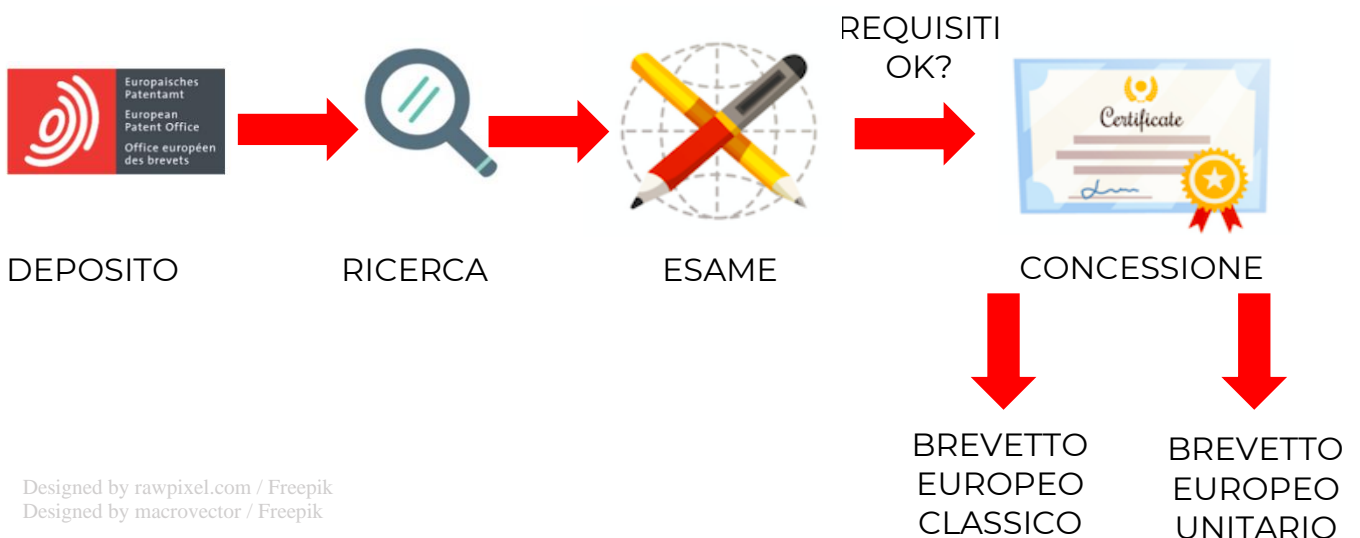 REQUISITI
OK?
Europäisches
Patentamt
European
Patent Office
Office européen
des brevets
Certificate
DEPOSITO
RICERCA
ESAME
CONCESSIONE
BREVETTO
EUROPEO
CLASSICO
BREVETTO
EUROPEO
UNITARIO
Designed by rawpixel.com / Freepik
Designed by macrovector / Freepik